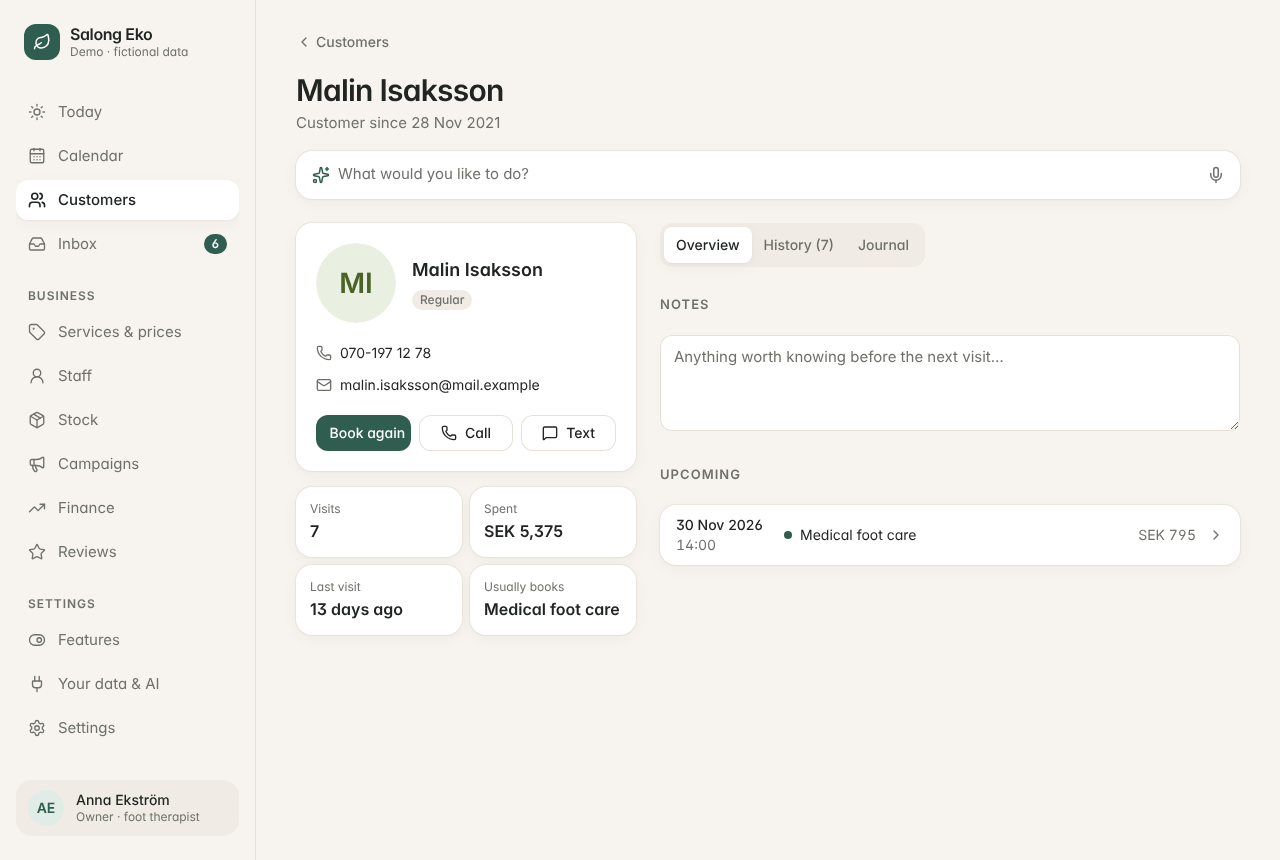 Salong Eko
Demo · fictional data
Today
Calendar
Customers
Inbox
6
BUSINESS
Services & prices
Staff
Stock
Campaigns
Finance
Reviews
SETTINGS
Features
Your data & AI
Settings
AE
Anna Ekström
Owner · foot therapist
Customers
Malin Isaksson
Customer since 28 Nov 2021
What would you like to do?
MI
Malin Isaksson
Regular
070-197 12 78
malin.isaksson@mail.example
Book again
Call
Text
Visits
7
Spent
SEK 5,375
Last visit
13 days ago
Usually books
Medical foot care
Overview
History (7)
Journal
NOTES
Anything worth knowing before the next visit…
UPCOMING
30 Nov 2026
14:00
Medical foot care
SEK 795